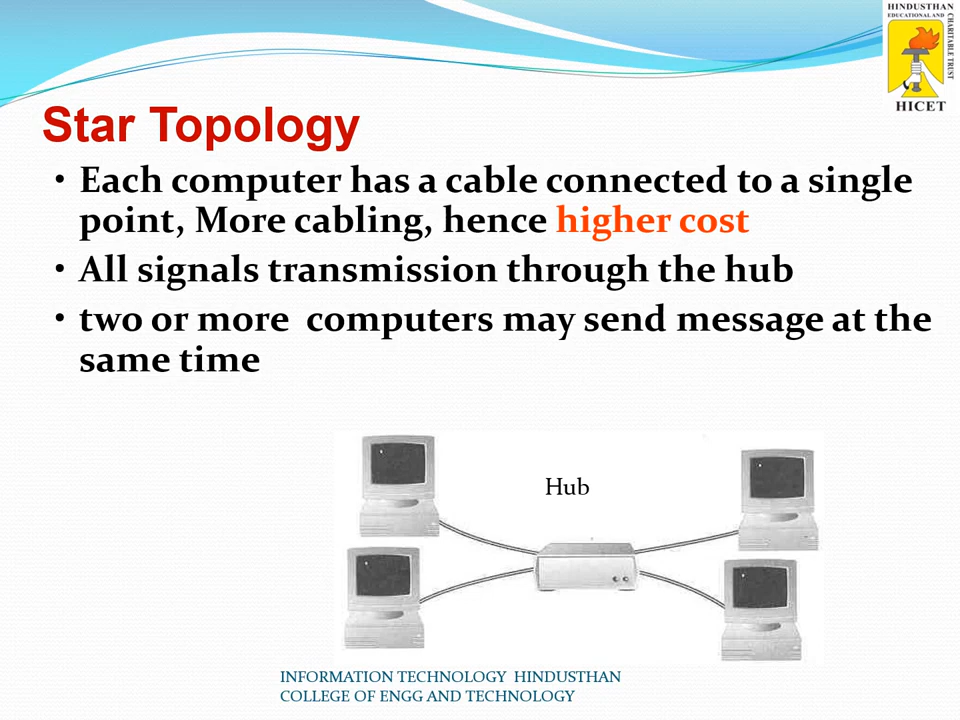 HINDUSTHAN
EDUCATIONAL AND
CHARITABLE TRUST
HICET
Star Topology
• Each computer has a cable connected to a single
point, More cabling, hence higher cost
• All signals transmission through the hub
• two or more  computers may send message at the
same time
Hub
INFORMATION TECHNOLOGY  HINDUSTHAN
COLLEGE OF ENGG AND TECHNOLOGY